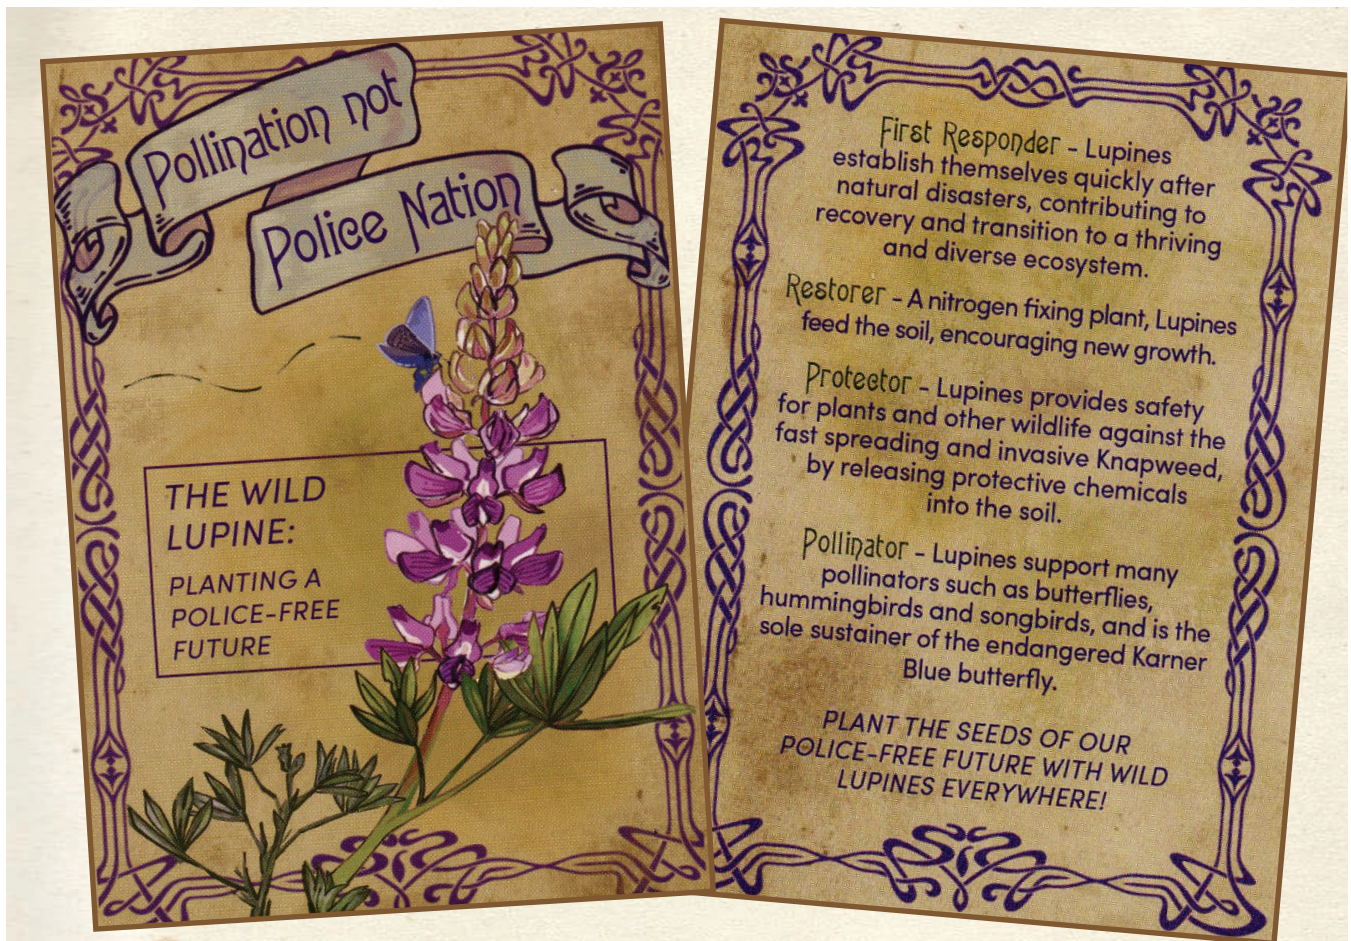 Pollination not
Police Nation
THE WILD
LUPINE:
PLANTING A
POLICE-FREE
FUTURE
First Responder - Lupines
establish themselves quickly after
natural disasters, contributing to
recovery and transition to a thriving
and diverse ecosystem.
Restorer - A nitrogen fixing plant, Lupines
feed the soil, encouraging new growth.
Protector - Lupines provides safety
for plants and other wildlife against the
fast spreading and invasive Knapweed,
by releasing protective chemicals
into the soil.
Pollinator - Lupines support many
pollinators such as butterflies,
hummingbirds and songbirds, and is the
sole sustainer of the endangered Karner
Blue butterfly.
PLANT THE SEEDS OF OUR
POLICE-FREE FUTURE WITH WILD
LUPINES EVERYWHERE!